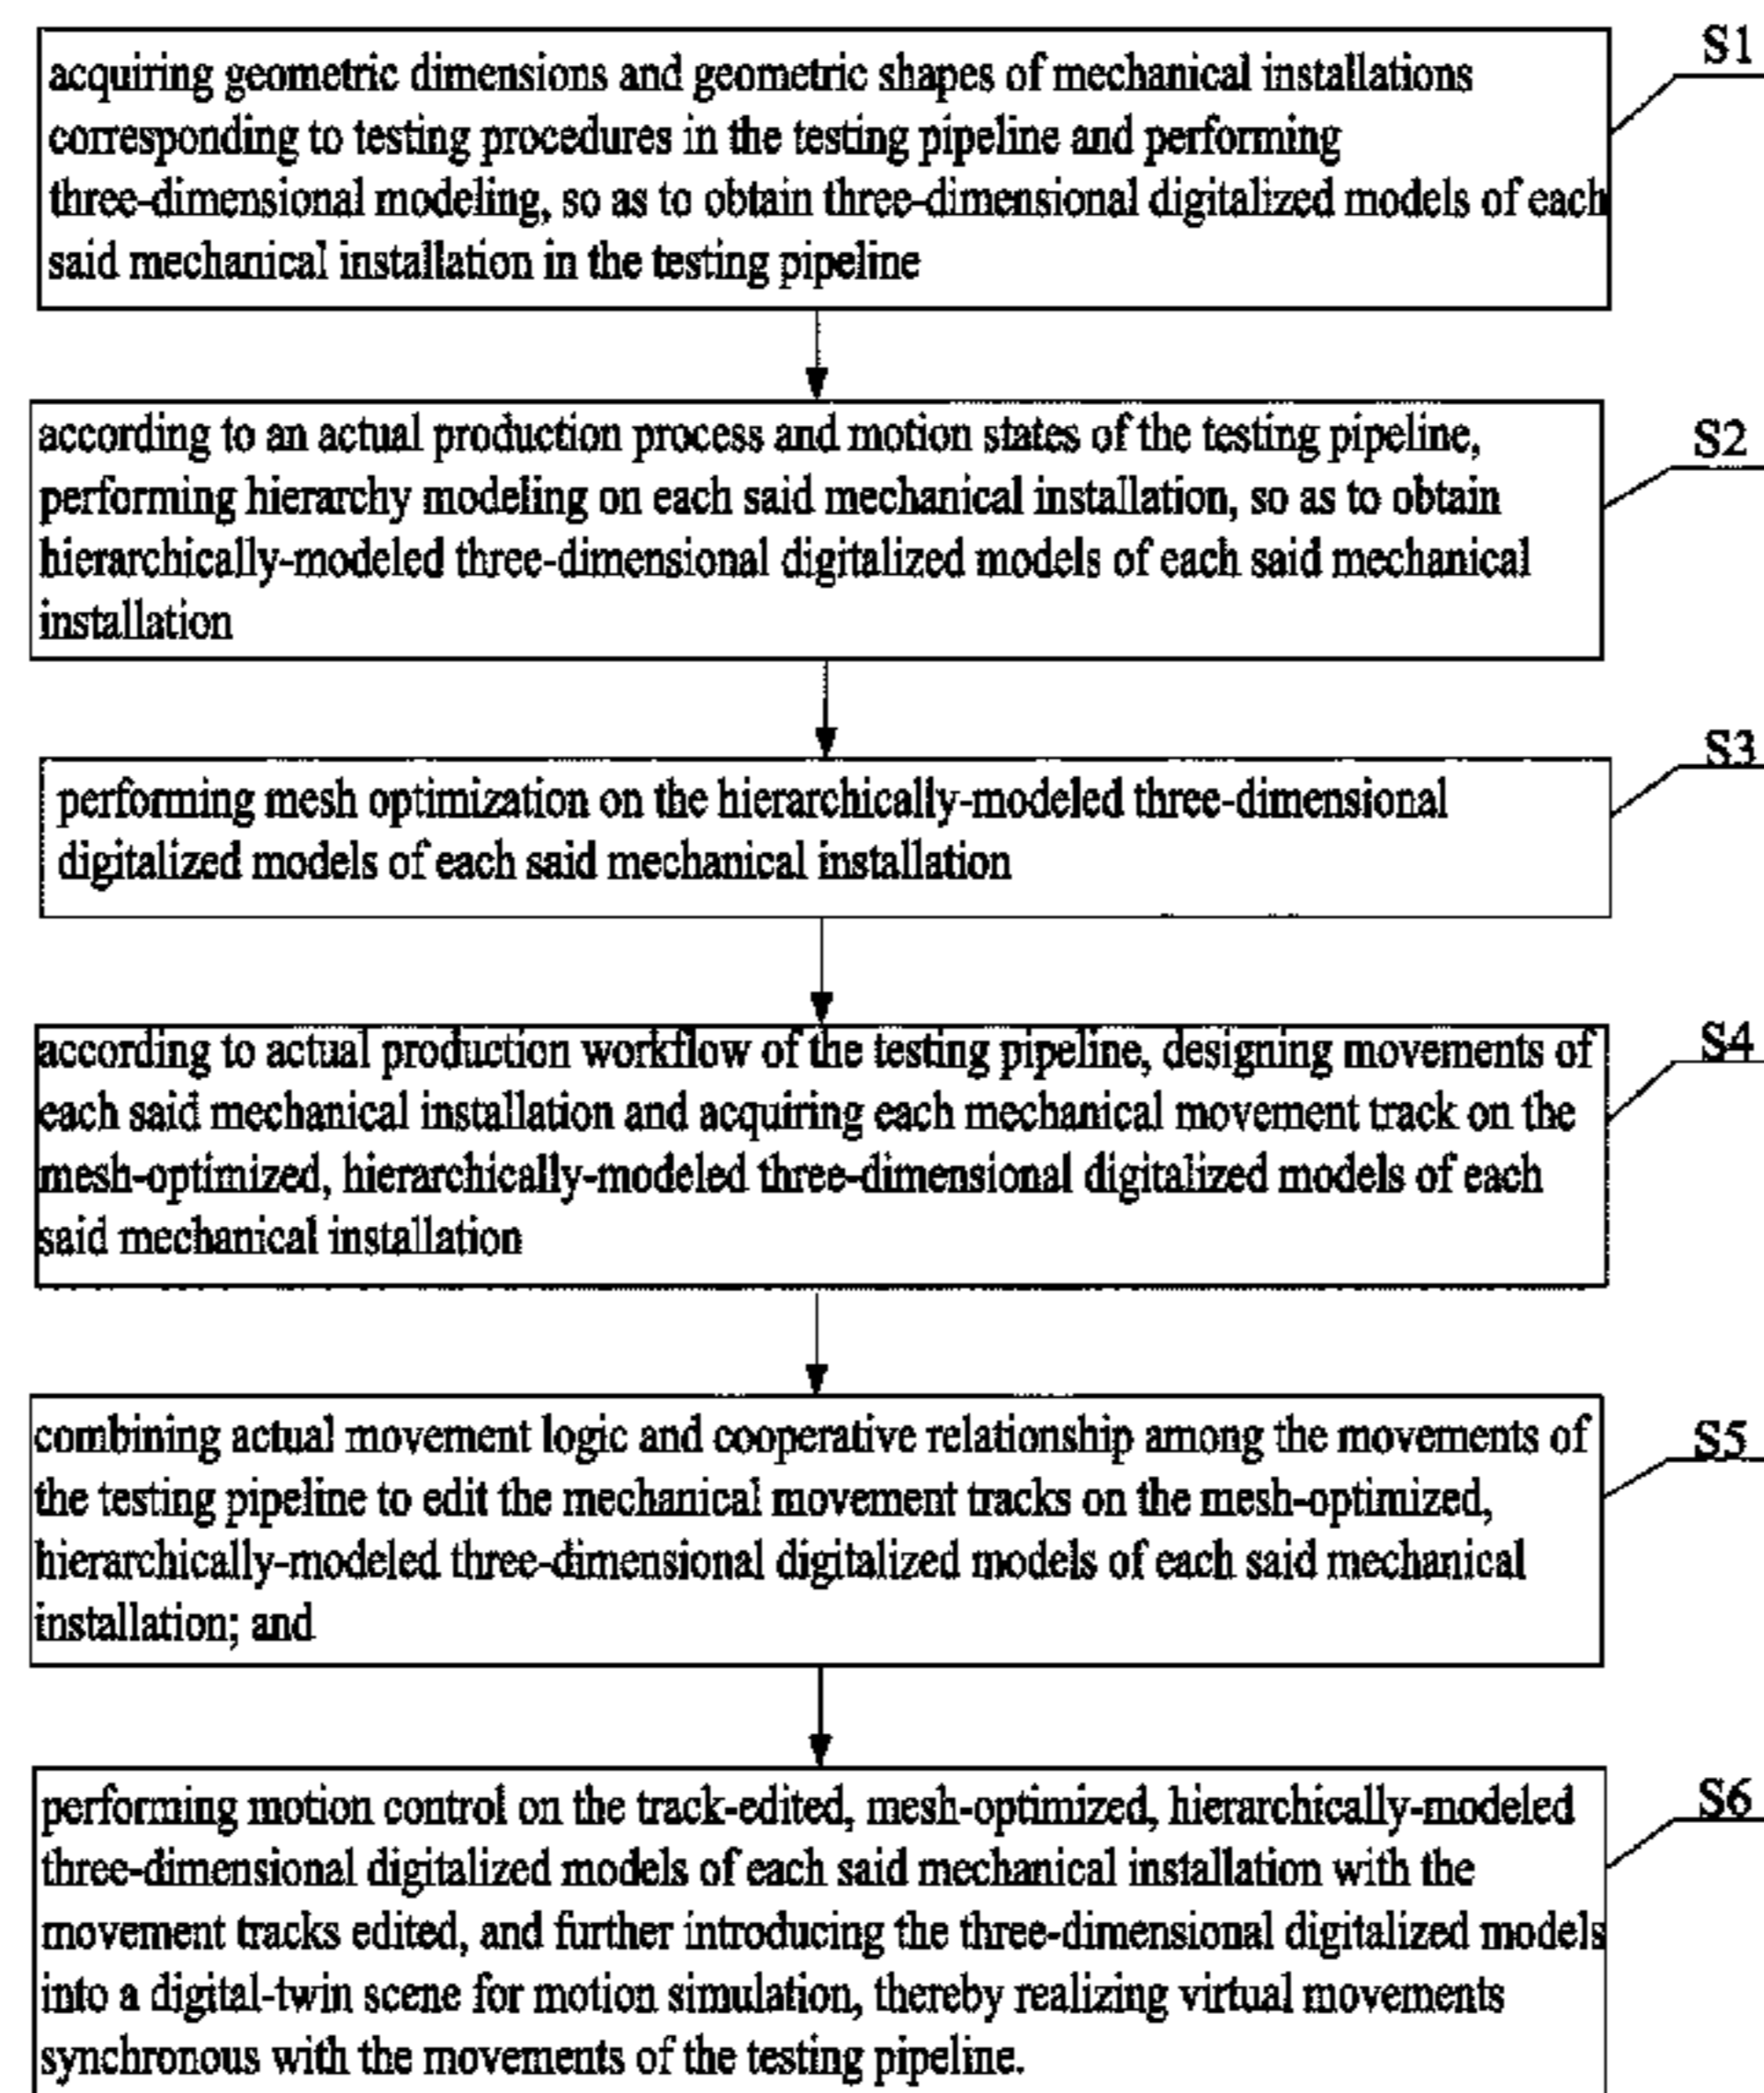 S1
acquiring geometric dimensions and geometric shapes of mechanical installations
corresponding to testing procedures in the testing pipeline and performing
three-dimensional modeling, so as to obtain three-dimensional digitalized models of each
said mechanical installation in the testing pipeline
S2
according to an actual production process and motion states of the testing pipeline,
performing hierarchy modeling on each said mechanical installation, so as to obtain
hierarchically-modeled three-dimensional digitalized models of each said mechanical
installation
S3
performing mesh optimization on the hierarchically-modeled three-dimensional
digitalized models of each said mechanical installation
S4
according to actual production workflow of the testing pipeline, designing movements of
each said mechanical installation and acquiring each mechanical movement track on the
mesh-optimized, hierarchically-modeled three-dimensional digitalized models of each
said mechanical installation
S5
combining actual movement logic and cooperative relationship among the movements of
the testing pipeline to edit the mechanical movement tracks on the mesh-optimized,
hierarchically-modeled three-dimensional digitalized models of each said mechanical
installation; and
S6
performing motion control on the track-edited, mesh-optimized, hierarchically-modeled
three-dimensional digitalized models of each said mechanical installation with the
movement tracks edited, and further introducing the three-dimensional digitalized models
into a digital-twin scene for motion simulation, thereby realizing virtual movements
synchronous with the movements of the testing pipeline.